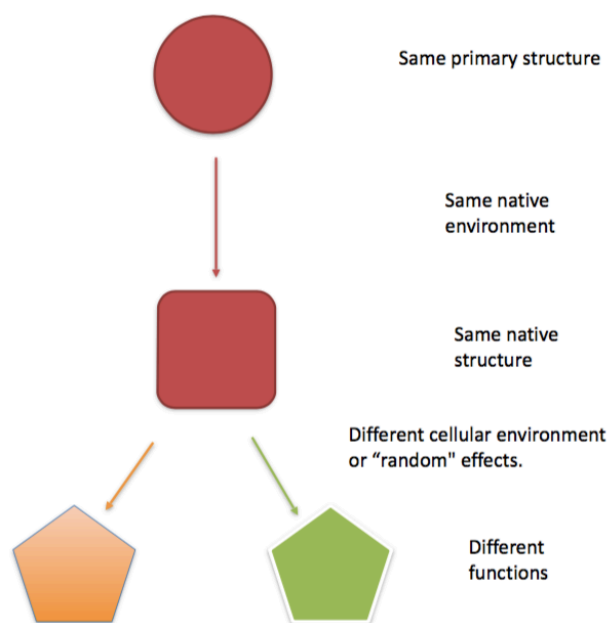 Same primary structure
Same native
environment
Same native
structure
Different cellular environment
or “random" effects.
Different
functions